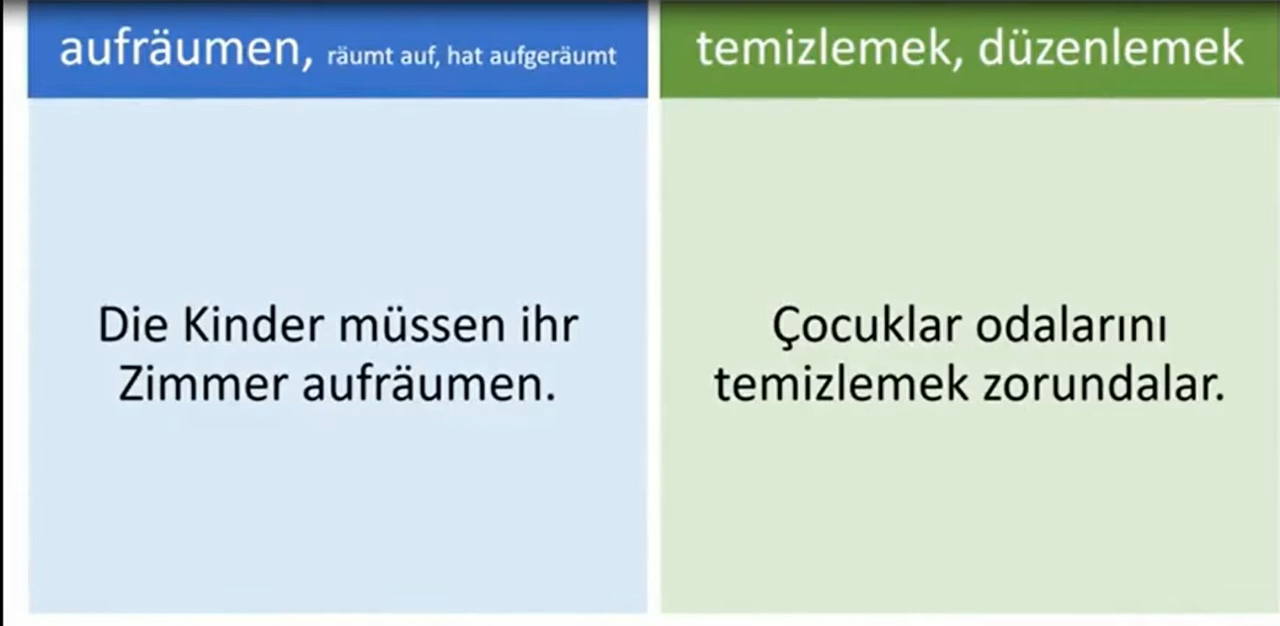 aufräumen, räumt auf, hat aufgeräumt
temizlemek, düzenlemek
Die Kinder müssen ihr
Zimmer aufräumen.
Çocuklar odalarını
temizlemek zorundalar.